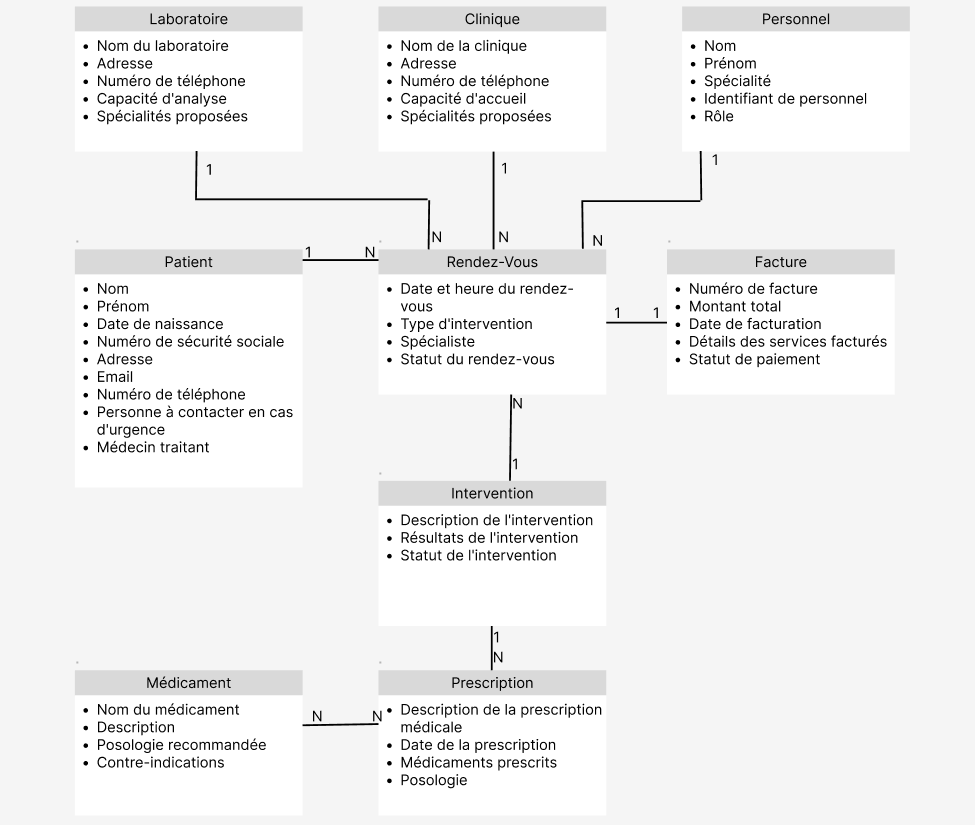 Laboratoire
• Nom du laboratoire
• Adresse
• Numéro de téléphone
• Capacité d'analyse
• Spécialités proposées
Clinique
• Nom de la clinique
• Adresse
• Numéro de téléphone
• Capacité d'accueil
• Spécialités proposées
Personnel
• Nom
• Prénom
• Spécialité
• Identifiant de personnel
• Rôle
1
1
1
N
N
N
1
N
Patient
• Nom
• Prénom
• Date de naissance
• Numéro de sécurité sociale
• Adresse
• Email
• Numéro de téléphone
• Personne à contacter en cas
d'urgence
• Médecin traitant
Rendez-Vous
• Date et heure du rendez-
vous
• Type d'intervention
• Spécialiste
• Statut du rendez-vous
1
1
Facture
• Numéro de facture
• Montant total
• Date de facturation
• Détails des services facturés
• Statut de paiement
N
1
Intervention
• Description de l'intervention
• Résultats de l'intervention
• Statut de l'intervention
1
N
Médicament
• Nom du médicament
• Description
• Posologie recommandée
• Contre-indications
N
N
Prescription
• Description de la prescription
médicale
• Date de la prescription
• Médicaments prescrits
• Posologie